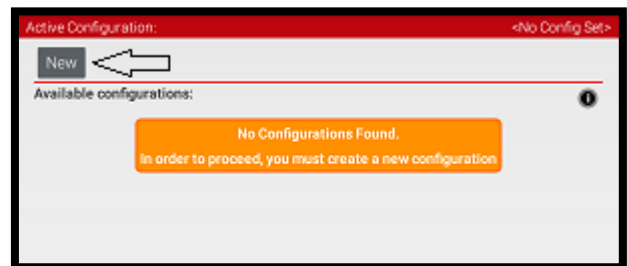 Active Configuration: <No Config Set>
New
Available configurations:
No Configurations Found.
In order to proceed, you must create a new configuration